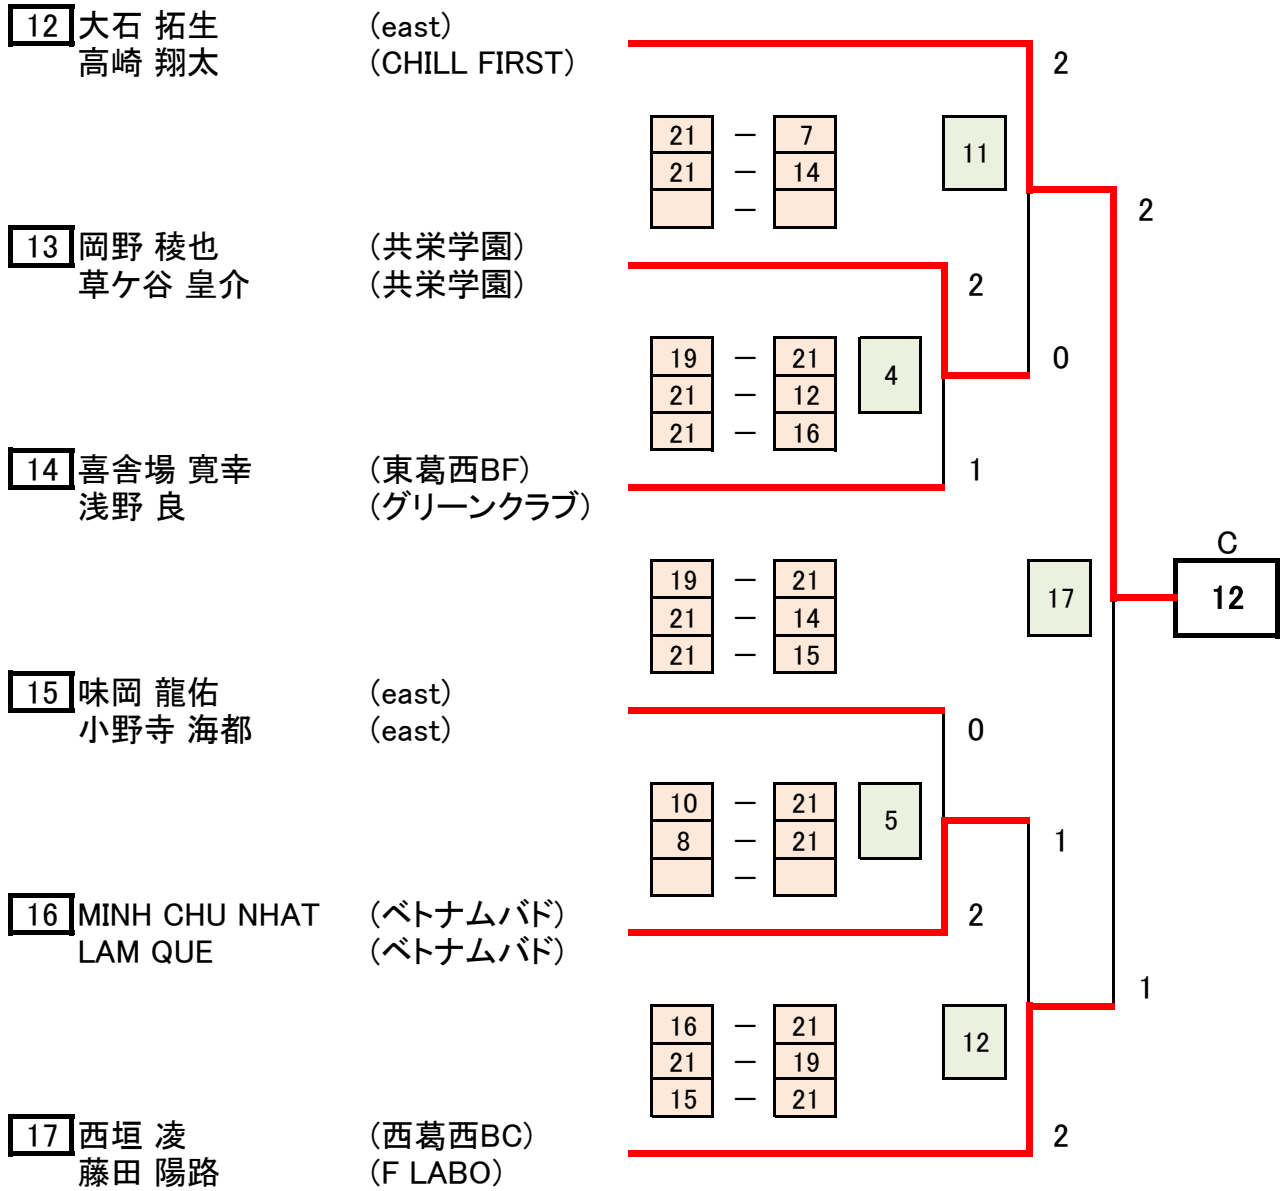 12 大石 拓生 (east)
高崎 翔太 (CHILL FIRST)
2
21 － 7
11
21 － 14
－
2
13 岡野 稜也 (共栄学園)
草ケ谷 皇介 (共栄学園)
2
19 － 21
4
0
21 － 12
21 － 16
14 喜舎場 寛幸 (東葛西BF)
1
浅野 良 (グリーンクラブ)
C
19 － 21
17
12
21 － 14
21 － 15
15 味岡 龍佑 (east)
小野寺 海都 (east)
0
10 － 21
5
8 － 21
1
－
16 MINH CHU NHAT (ベトナムバド)
2
LAM QUE (ベトナムバド)
1
16 － 21
12
21 － 19
15 － 21
17 西垣 凌 (西葛西BC)
2
藤田 陽路 (F LABO)